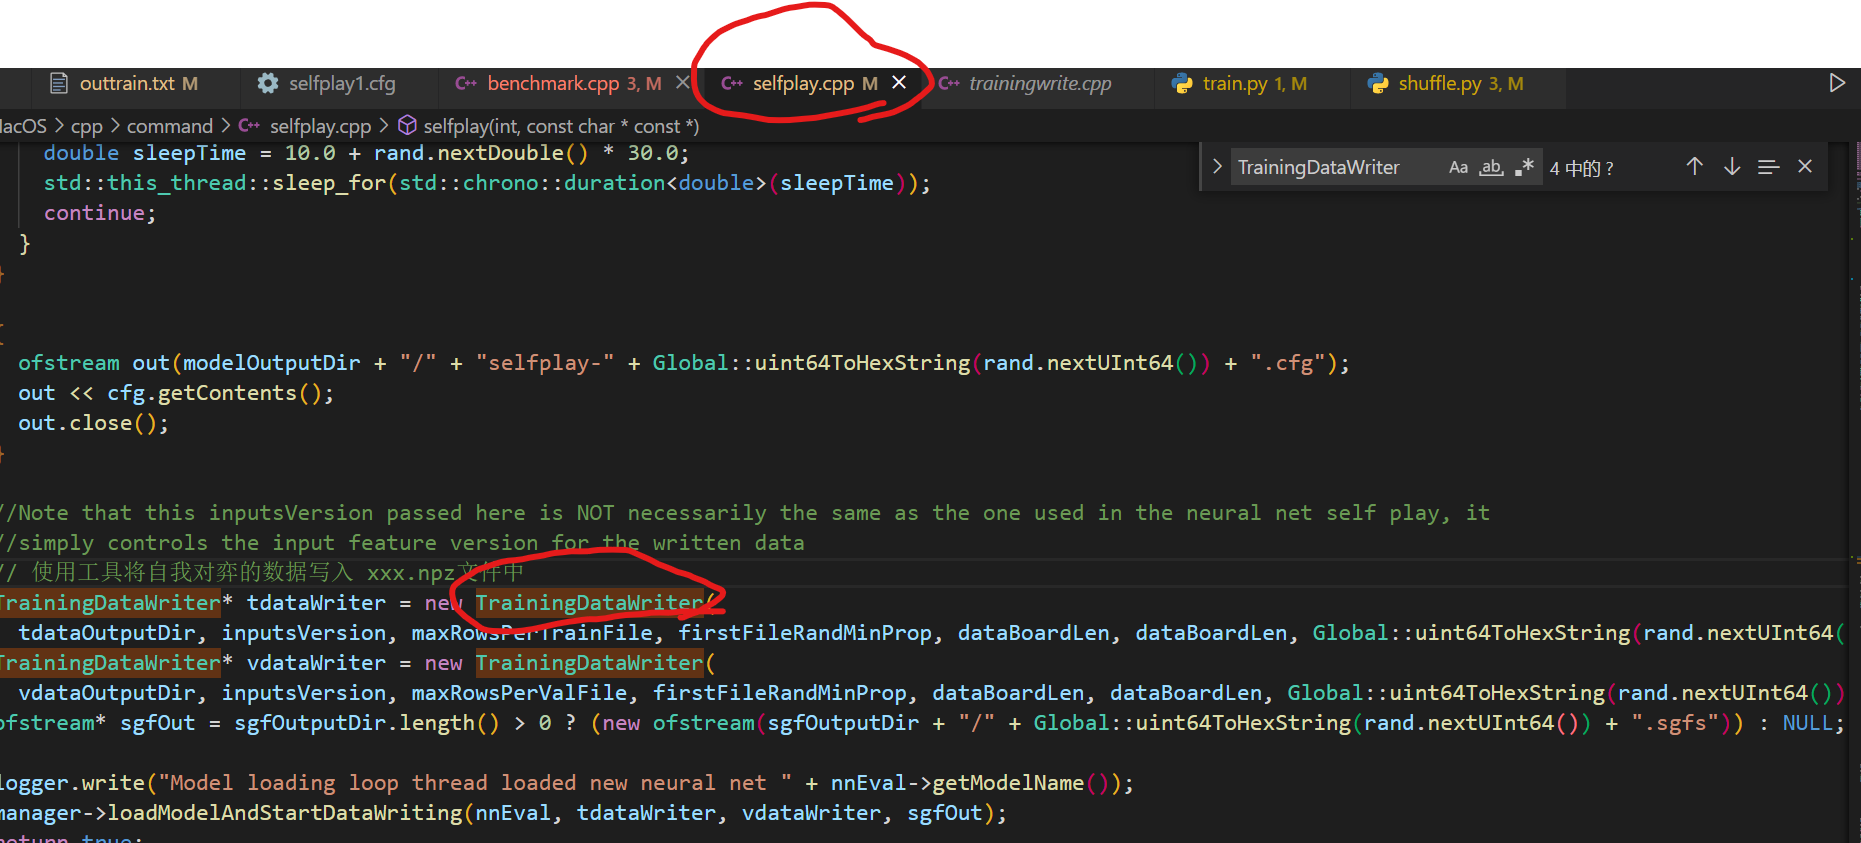 outtrain.txt M selfplay1.cfg benchmark.cpp 3, M selfplay.cpp M trainingwrite.cpp train.py 1, M shuffle.py 3, M
acOS > cpp > command > selfplay.cpp > selfplay(int, const char * const *)
TrainingDataWriter Aa ab 4 中的 ?
double sleepTime = 10.0 + rand.nextDouble() * 30.0;
std::this_thread::sleep_for(std::chrono::duration<double>(sleepTime));
continue;
}
ofstream out(modelOutputDir + "/" + "selfplay-" + Global::uint64ToHexString(rand.nextUInt64()) + ".cfg");
out << cfg.getContents();
out.close();
//Note that this inputsVersion passed here is NOT necessarily the same as the one used in the neural net self play, it
//simply controls the input feature version for the written data
// 使用工具将自我对弈的数据写入 xxx.npz文件中
TrainingDataWriter* tdataWriter = new TrainingDataWriter(
tdataOutputDir, inputsVersion, maxRowsPerTrainFile, firstFileRandMinProp, dataBoardLen, dataBoardLen, Global::uint64ToHexString(rand.nextUInt64(
TrainingDataWriter* vdataWriter = new TrainingDataWriter(
vdataOutputDir, inputsVersion, maxRowsPerValFile, firstFileRandMinProp, dataBoardLen, dataBoardLen, Global::uint64ToHexString(rand.nextUInt64())
ofstream* sgfOut = sgfOutputDir.length() > 0 ? (new ofstream(sgfOutputDir + "/" + Global::uint64ToHexString(rand.nextUInt64()) + ".sgfs")) : NULL;
logger.write("Model loading loop thread loaded new neural net " + nnEval->getModelName());
manager->loadModelAndStartDataWriting(nnEval, tdataWriter, vdataWriter, sgfOut);
return true;